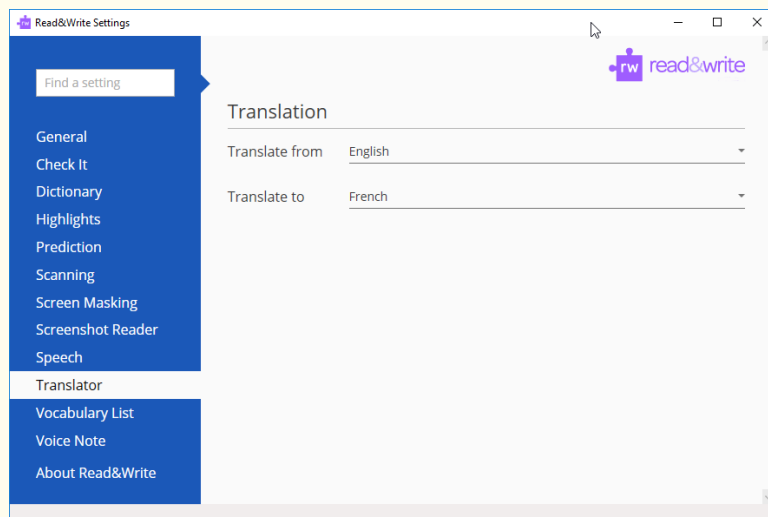 Read&Write Settings
rw read&write
Find a setting
General
Check It
Dictionary
Highlights
Prediction
Scanning
Screen Masking
Screenshot Reader
Speech
Translator
Vocabulary List
Voice Note
About Read&Write
Translation
Translate from English
Translate to French